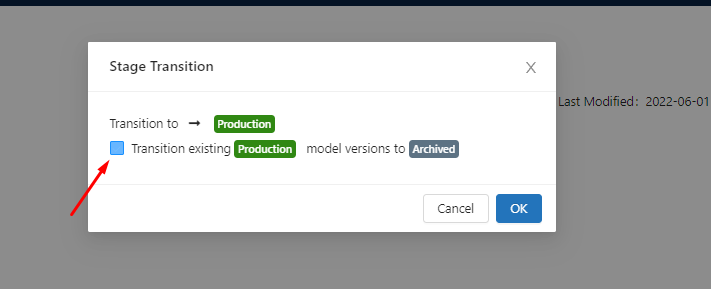 Stage Transition
X
Last Modified: 2022-06-01
Transition to → Production
Transition existing Production model versions to Archived
Cancel
OK